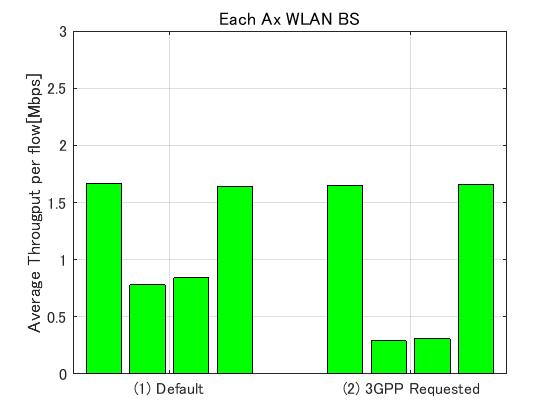 Each Ax WLAN BS
Average Througput per flow[Mbps]
3
2.5
2
1.5
1
0.5
0
(1) Default
(2) 3GPP Requested